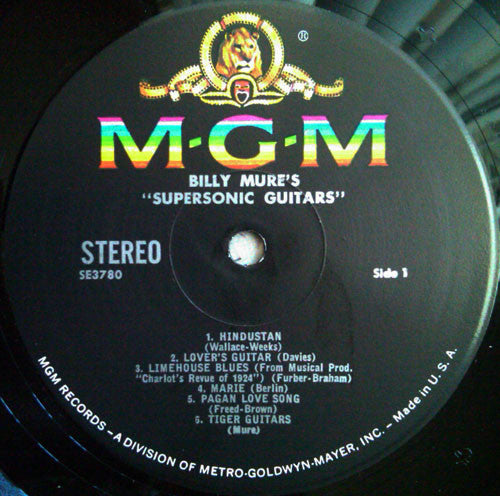 ®
M-G-M
BILLY MURE'S
"SUPERSONIC GUITARS"
STEREO
SE3780
Side 1
1. HINDUSTAN
(Wallace-Weeks)
2. LOVER'S GUITAR (Davies)
3. LIMEHOUSE BLUES (From Musical Prod.
"Charlot's Revue of 1924") (Furber-Braham)
4. MARIE (Berlin)
5. PAGAN LOVE SONG
(Freed-Brown)
6. TIGER GUITARS
(Mure)
MGM RECORDS – A DIVISION OF METRO-GOLDWYN-MAYER, INC. – Made in U. S. A.